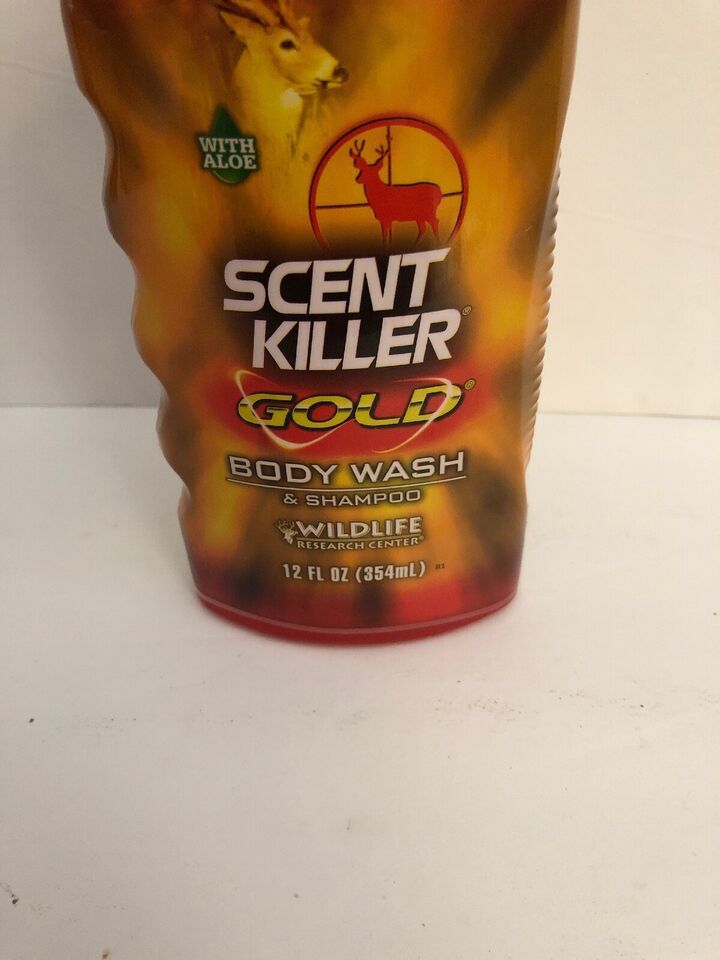 WITH
ALOE
SCENT
KILLER®
GOLD®
BODY WASH
& SHAMPOO
WILDLIFE
RESEARCH CENTER®
12 FL OZ (354mL)